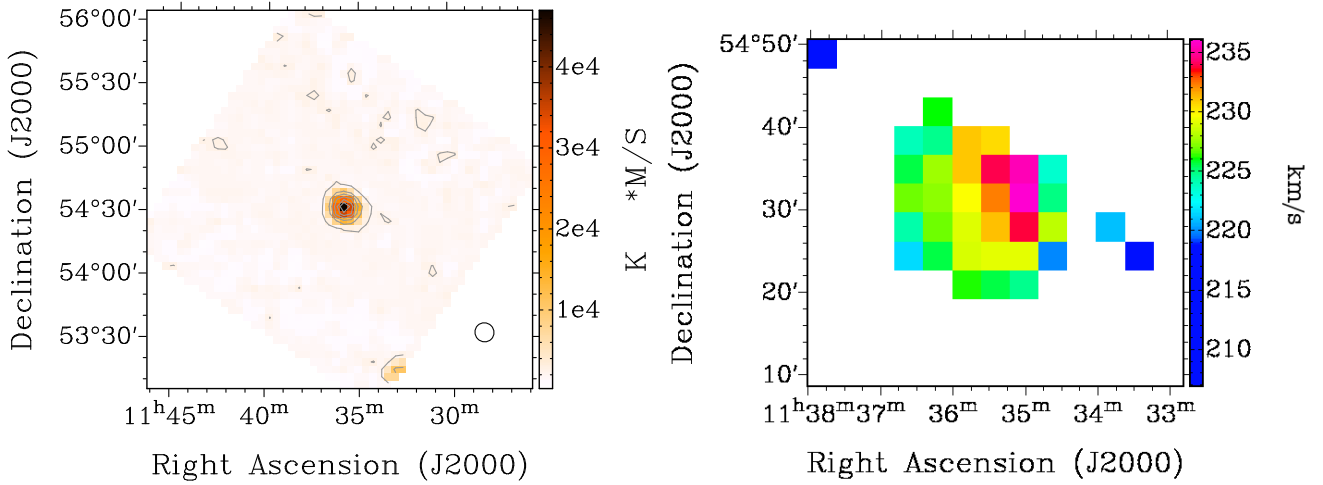 56°00′
55°30′
55°00′
54°30′
54°00′
53°30′
Declination (J2000)
11h45m 40m 35m 30m
Right Ascension (J2000)
4e4
3e4
2e4
1e4
K *M/S
54°50′
40′
30′
20′
10′
Declination (J2000)
11h38m37m 36m 35m 34m 33m
Right Ascension (J2000)
235
230
225
220
215
210
km/s